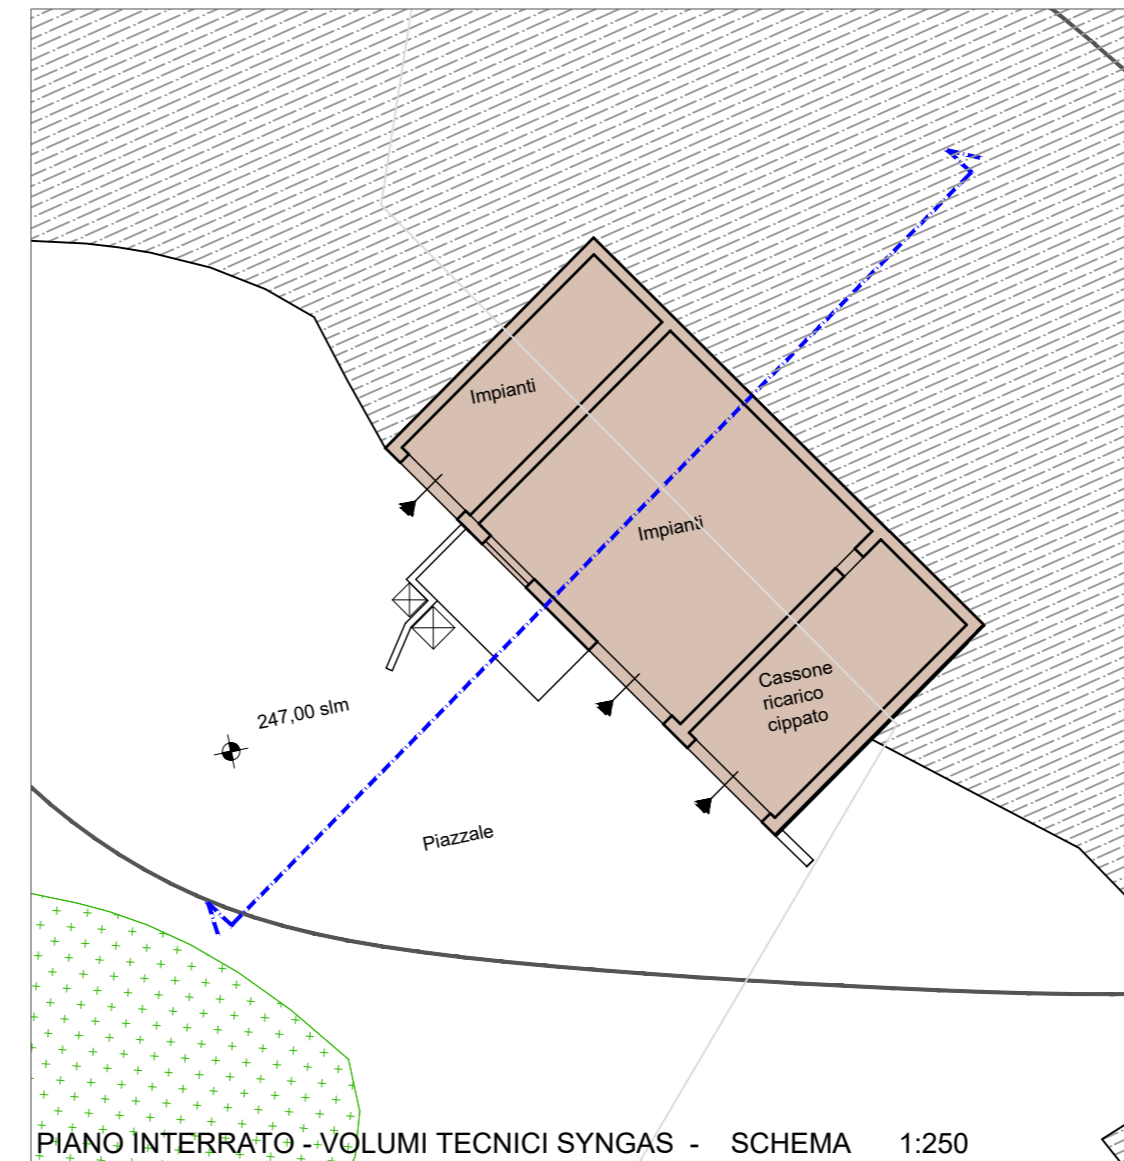 Impianti
Impianti
Cassone
ricarico
cippato
247,00 slm
Piazzale
PIANO INTERRATO - VOLUMI TECNICI SYNGAS - SCHEMA 1:250